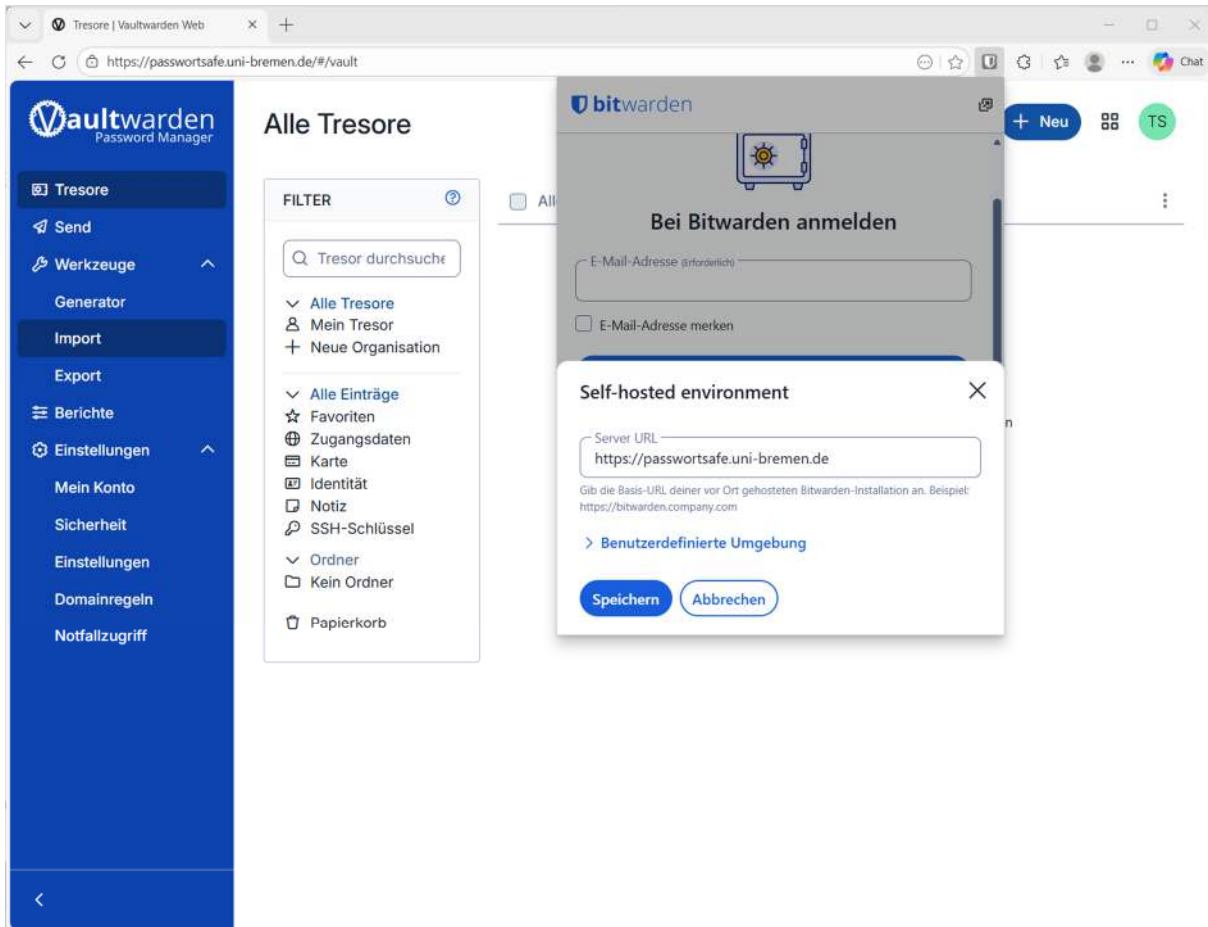 Tresore | Vaultwarden Web
https://passwortsafe.uni-bremen.de/#/vault
Chat
Vaultwarden
Password Manager
Tresore
Send
Werkzeuge
Generator
Import
Export
Berichte
Einstellungen
Mein Konto
Sicherheit
Einstellungen
Domainregeln
Notfallzugriff
Alle Tresore
Neu
TS
FILTER
Tresor durchsuche
Alle Tresore
Mein Tresor
Neue Organisation
Alle Einträge
Favoriten
Zugangsdaten
Karte
Identität
Notiz
SSH-Schlüssel
Ordner
Kein Ordner
Papierkorb
All
n
bitwarden
Bei Bitwarden anmelden
E-Mail-Adresse (erforderlich)
E-Mail-Adresse merken
Self-hosted environment
Server URL
https://passwortsafe.uni-bremen.de
Gib die Basis-URL deiner vor Ort gehosteten Bitwarden-Installation an. Beispiel:
https://bitwarden.company.com
Benutzerdefinierte Umgebung
Speichern
Abbrechen